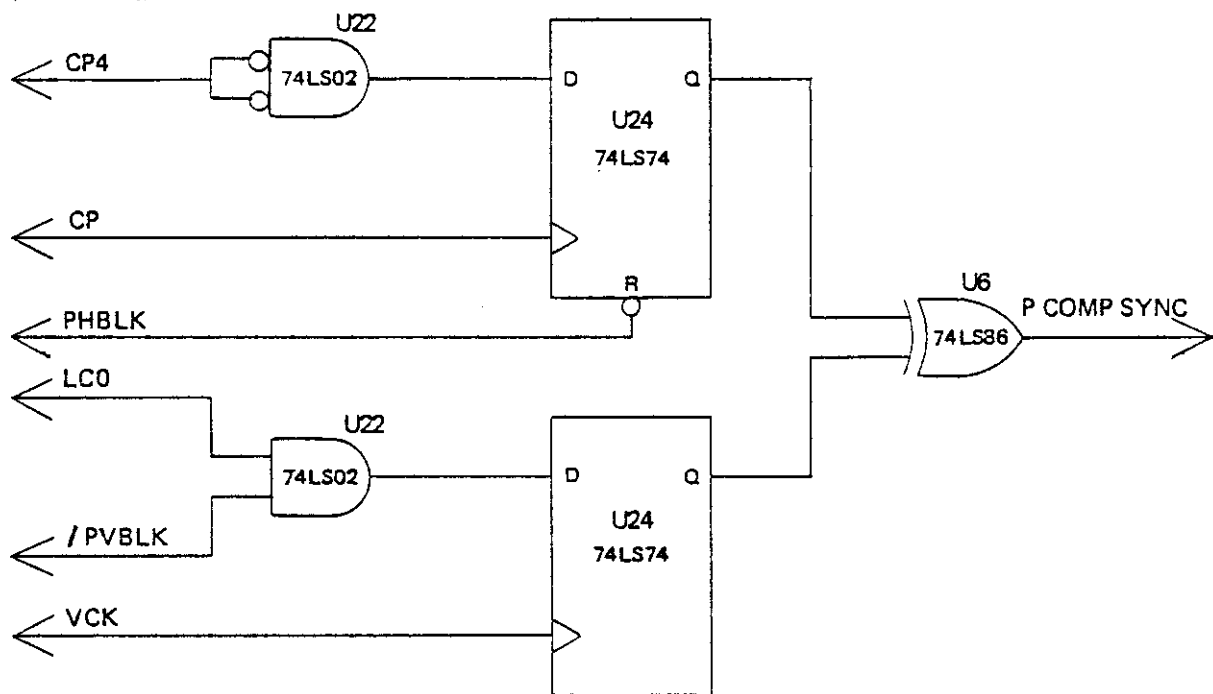 U22
CP4
74LS02
D
Q
U24
74LS74
CP
R
PHBLK
U6
P COMP SYNC
74LS86
LC0
U22
74LS02
D
Q
U24
74LS74
/PVBLK
VCK